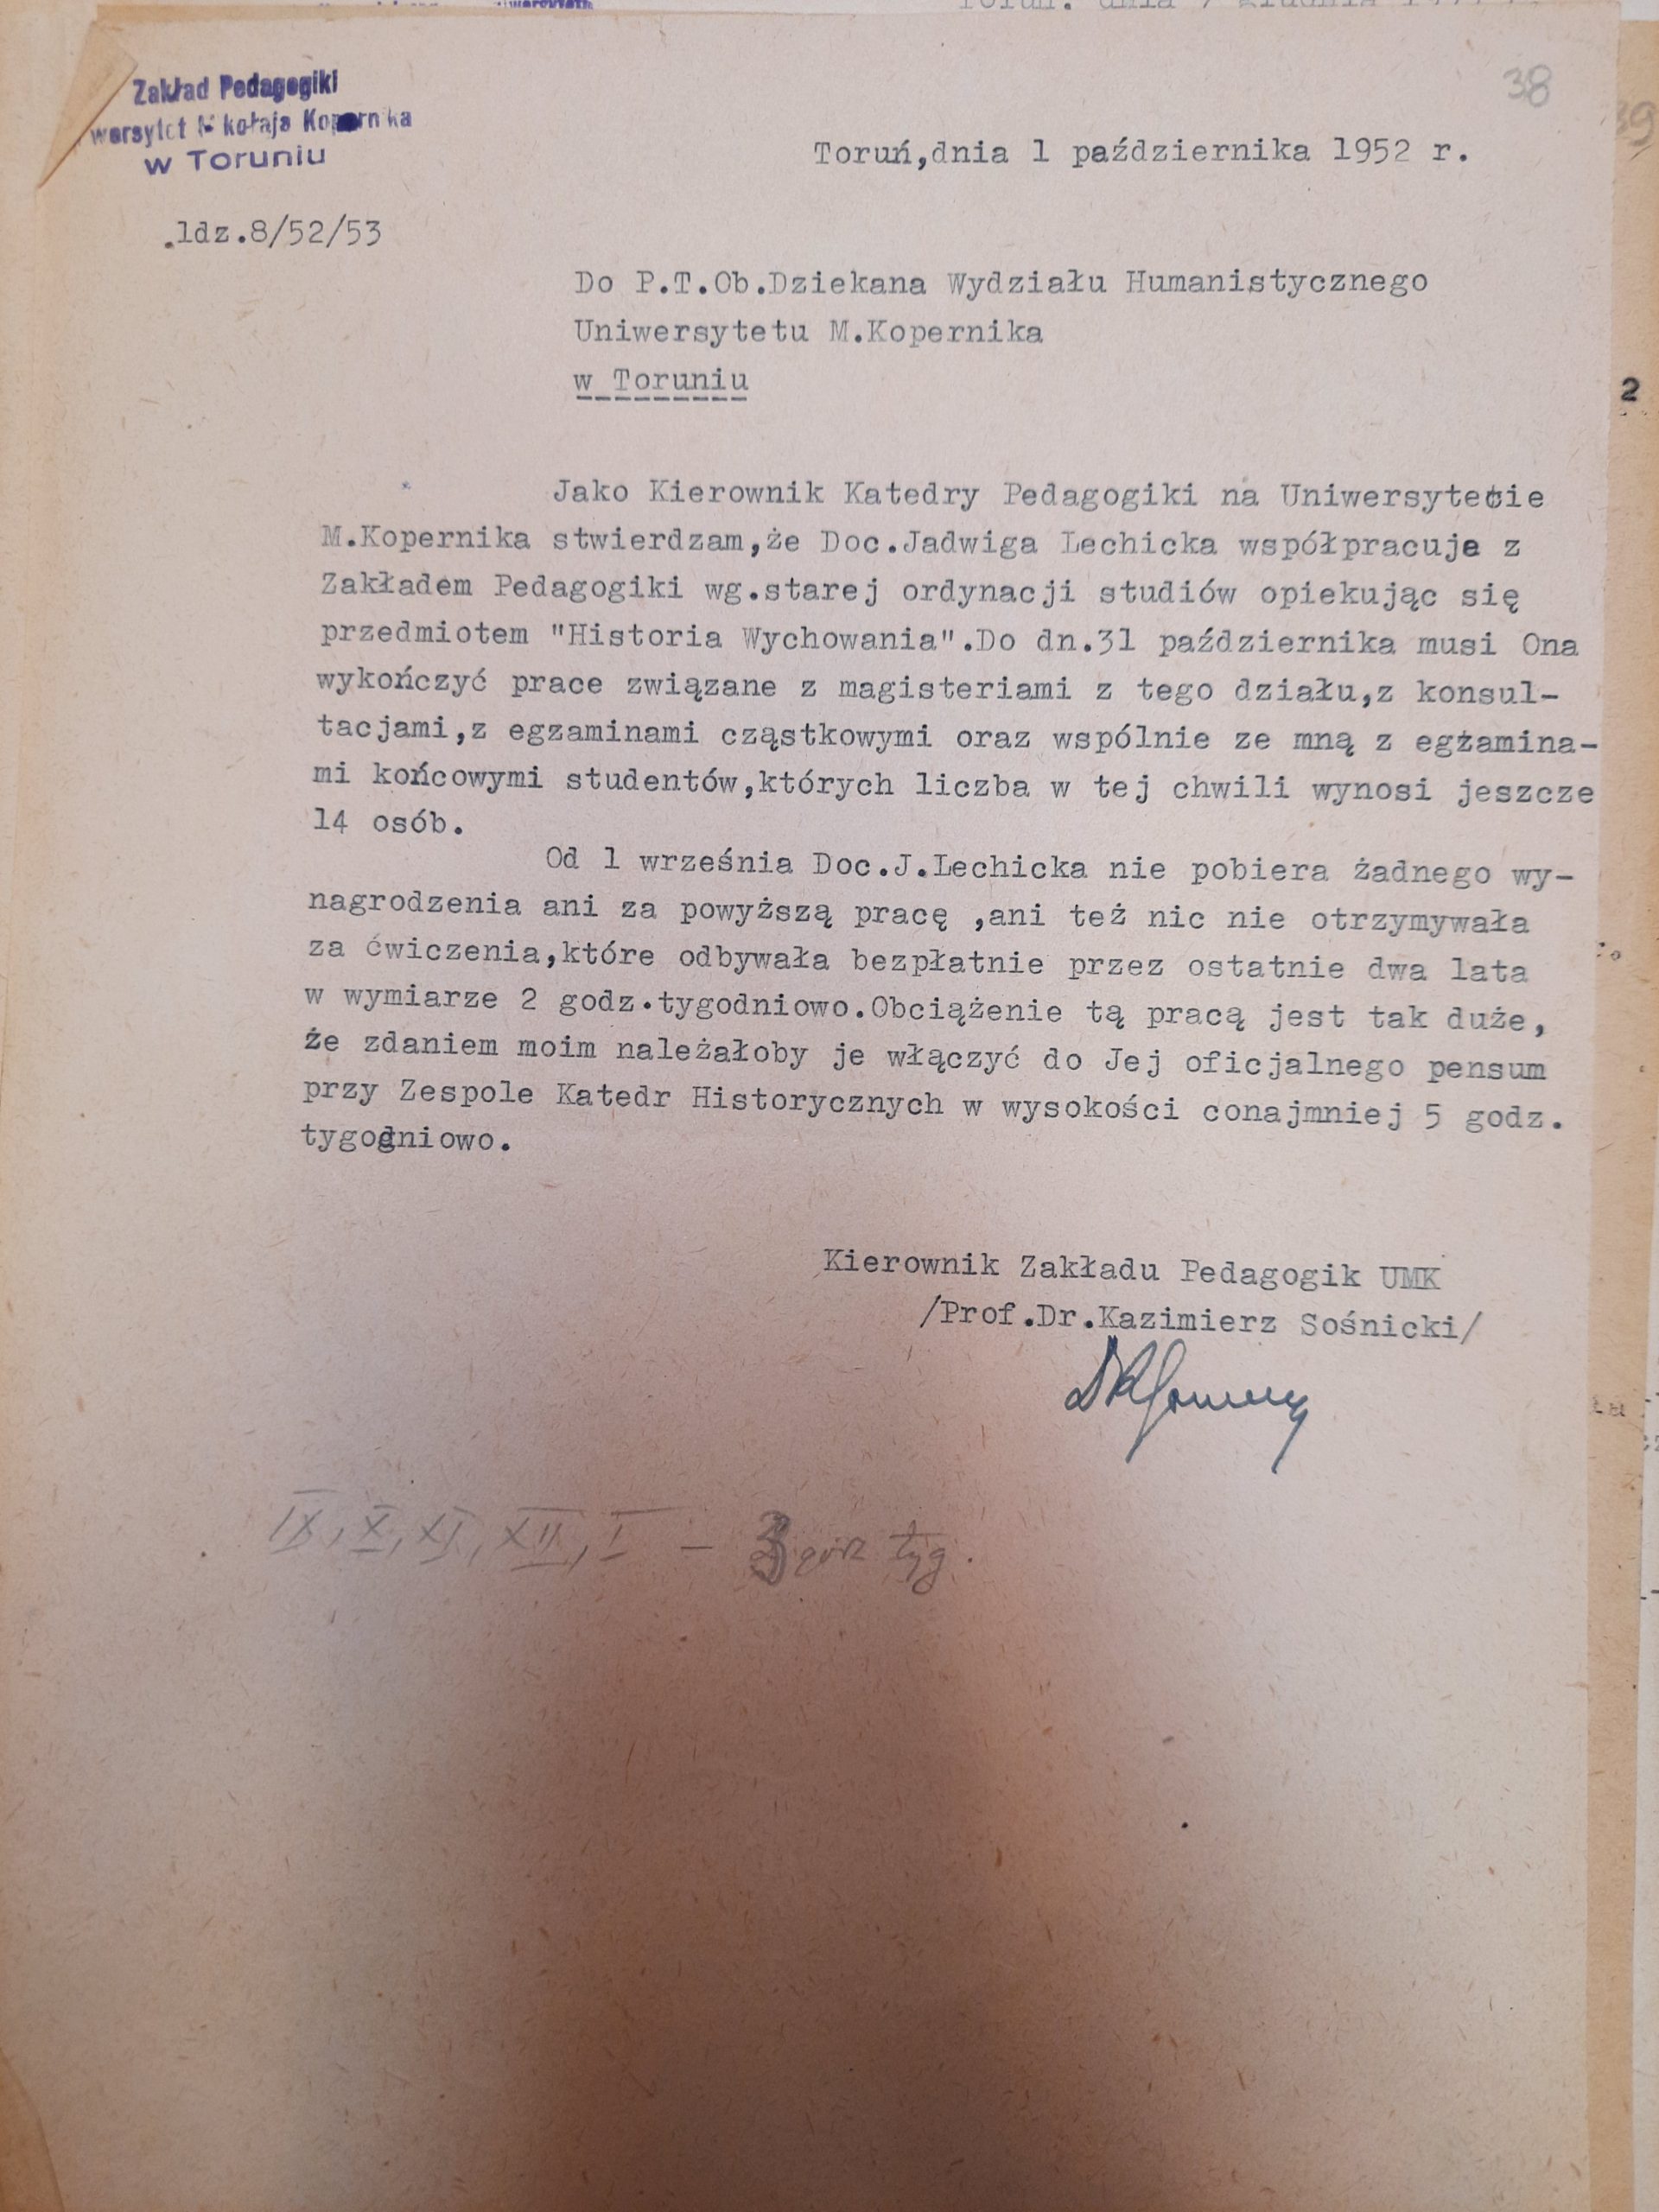 Zakład Pedagogiki
wersytet Mikołaja Kopernika
w Toruniu
38
39
Toruń,dnia 1 października 1952 r.
.ldz.8/52/53
Do P.T.Ob.Dziekana Wydziału Humanistycznego
Uniwersytetu M.Kopernika
w Toruniu
2
Jako Kierownik Katedry Pedagogiki na Uniwersytecie
M.Kopernika stwierdzam,że Doc.Jadwiga Lechicka współpracuje z
Zakładem Pedagogiki wg.starej ordynacji studiów opiekując się
przedmiotem "Historia Wychowania".Do dn.31 października musi Ona
wykończyć prace związane z magisteriami z tego działu,z konsul-
tacjami,z egzaminami cząstkowymi oraz wspólnie ze mną z egzamina-
mi końcowymi studentów,których liczba w tej chwili wynosi jeszcze
14 osób.
Od 1 września Doc.J.Lechicka nie pobiera żadnego wy-
nagrodzenia ani za powyższą pracę ,ani też nic nie otrzymywała
za ćwiczenia,które odbywała bezpłatnie przez ostatnie dwa lata
w wymiarze 2 godz.tygodniowo.Obciążenie tą pracą jest tak duże,
że zdaniem moim należałoby je włączyć do Jej oficjalnego pensum
przy Zespole Katedr Historycznych w wysokości conajmniej 5 godz.
tygodniowo.
Kierownik Zakładu Pedagogik UMK
/Prof.Dr.Kazimierz Sośnicki/
IX, X, XI, XII, I — 3 godz tyg.